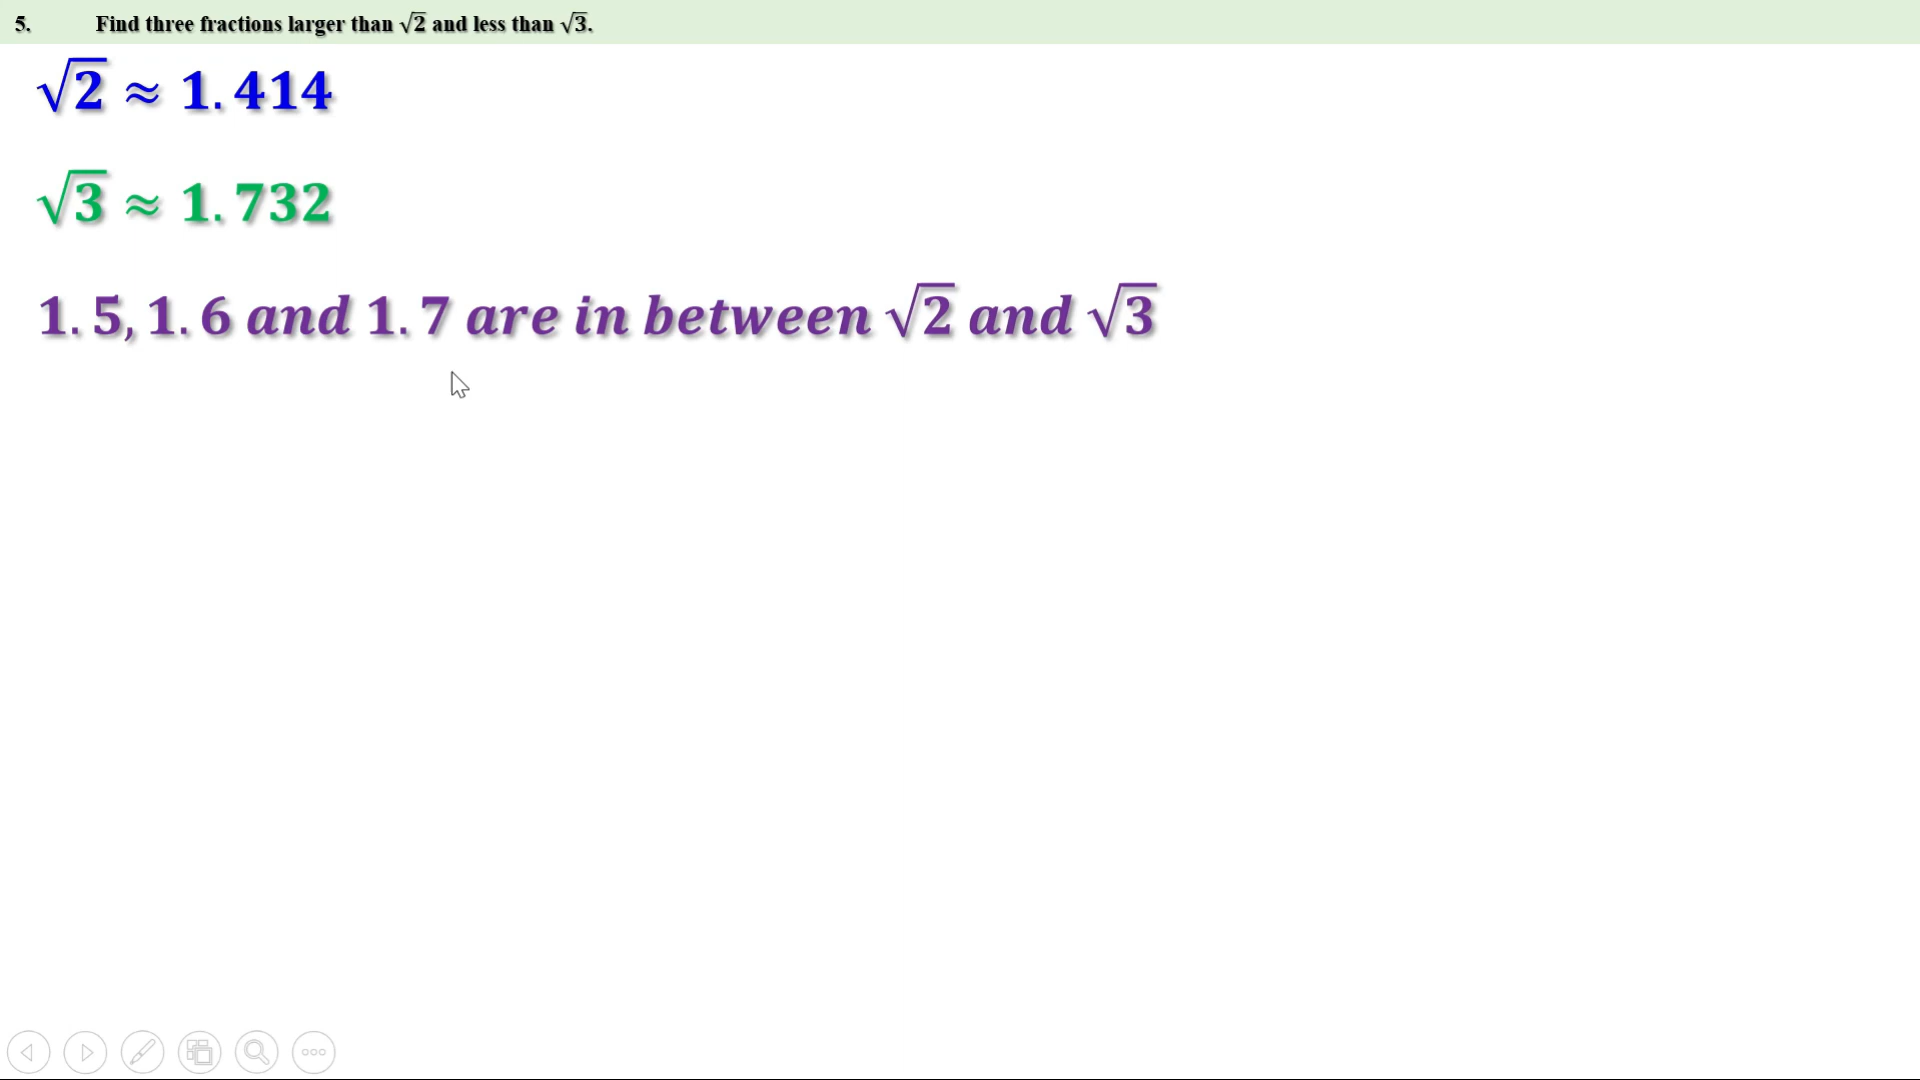 5. Find three fractions larger than √2 and less than √3.
√2 ≈ 1.414
√3 ≈ 1.732
1.5, 1.6 and 1.7 are in between √2 and √3